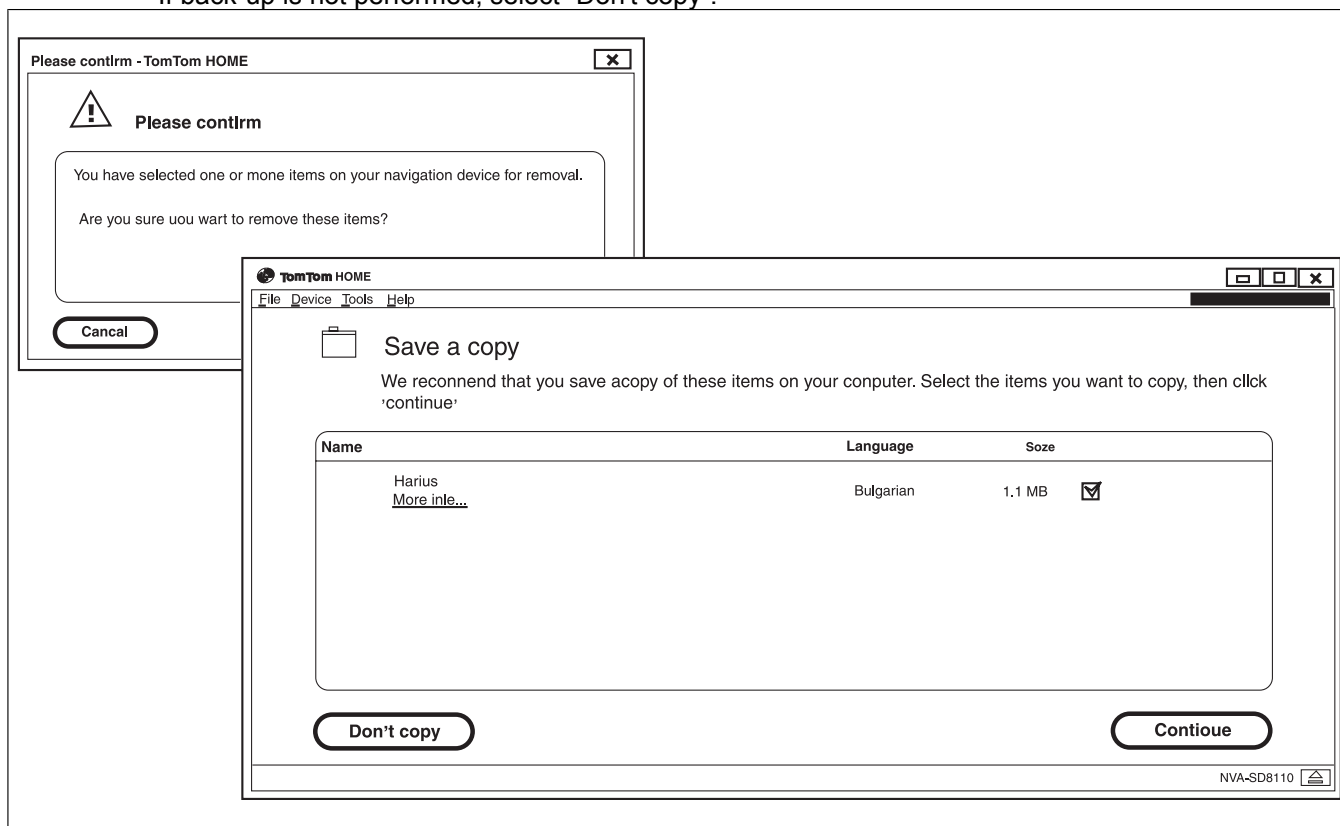 If back-up is not performed, select "Don't copy".
Please contlrm - TomTom HOME
Please contlrm
You have selected one or mone items on your navigation device for removal.
Are you sure uou wart to remove these items?
Cancal
TomTom HOME
File Device Tools Help
Save a copy
We reconnend that you save acopy of these items on your conputer. Select the items you want to copy, then cllck
,continue,
Name Language Soze
Harius Bulgarian 1.1 MB
More inle...
Don't copy Contioue
NVA-SD8110